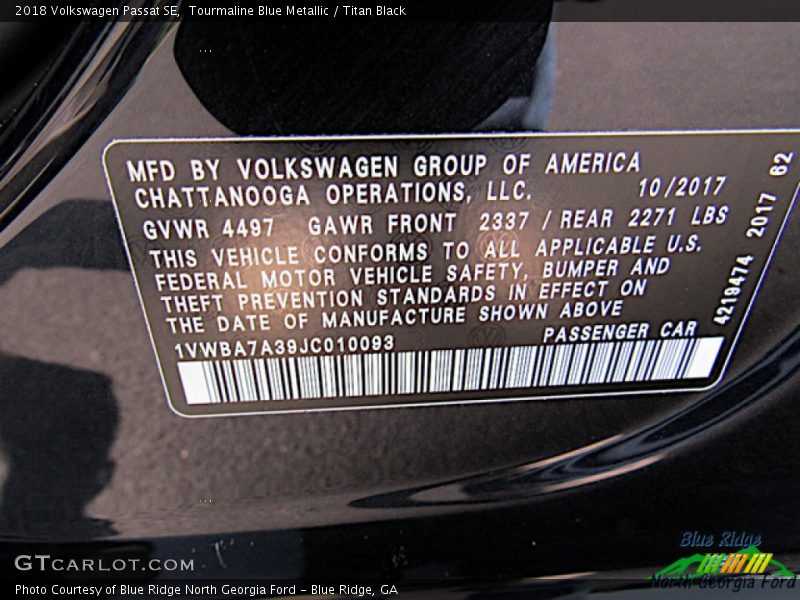 2018 Volkswagen Passat SE,  Tourmaline Blue Metallic / Titan Black
MFD BY VOLKSWAGEN GROUP OF AMERICA
CHATTANOOGA OPERATIONS, LLC. 10/2017
GVWR 4497 GAWR FRONT 2337 / REAR 2271 LBS
THIS VEHICLE CONFORMS TO ALL APPLICABLE U.S.
FEDERAL MOTOR VEHICLE SAFETY, BUMPER AND
THEFT PREVENTION STANDARDS IN EFFECT ON
THE DATE OF MANUFACTURE SHOWN ABOVE
1VWBA7A39JC010093 PASSENGER CAR
4219474 2017 62
Blue Ridge
North Georgia Ford
GTCARLOT.COM
Photo Courtesy of Blue Ridge North Georgia Ford – Blue Ridge, GA